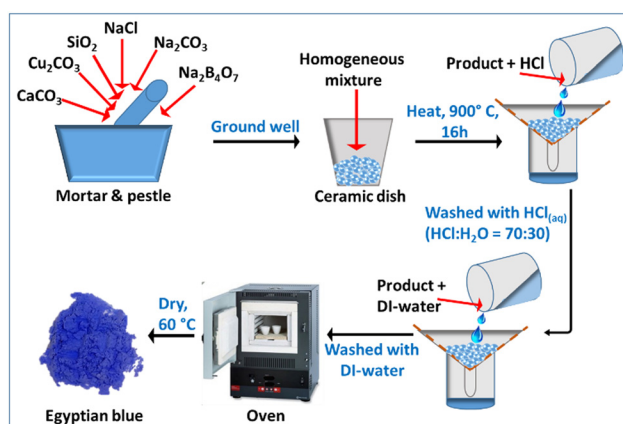 NaCl
SiO₂
Na₂CO₃
Cu₂CO₃
Na₂B₄O₇
CaCO₃
Mortar & pestle
Ground well
Homogeneous
mixture
Ceramic dish
Heat, 900° C,
16h
Product + HCl
Washed with HCl₍aq₎
(HCl:H₂O = 70:30)
Product +
DI-water
Washed with
DI-water
Oven
Dry,
60 °C
Egyptian blue